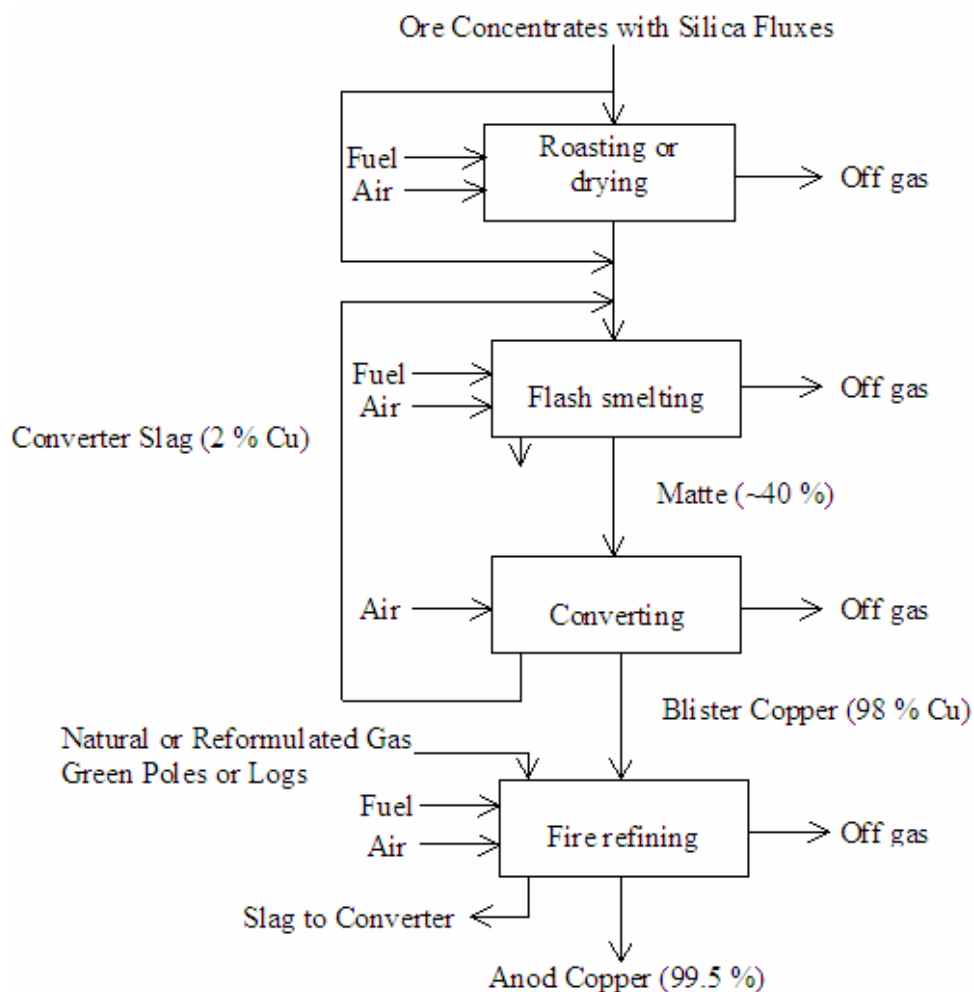 Ore Concentrates with Silica Fluxes
Fuel
Air
Roasting or
drying
Off gas
Fuel
Air
Flash smelting
Off gas
Converter Slag (2 % Cu)
Matte (~40 %)
Air
Converting
Off gas
Blister Copper (98 % Cu)
Natural or Reformulated Gas
Green Poles or Logs
Fuel
Air
Fire refining
Off gas
Slag to Converter
Anod Copper (99.5 %)